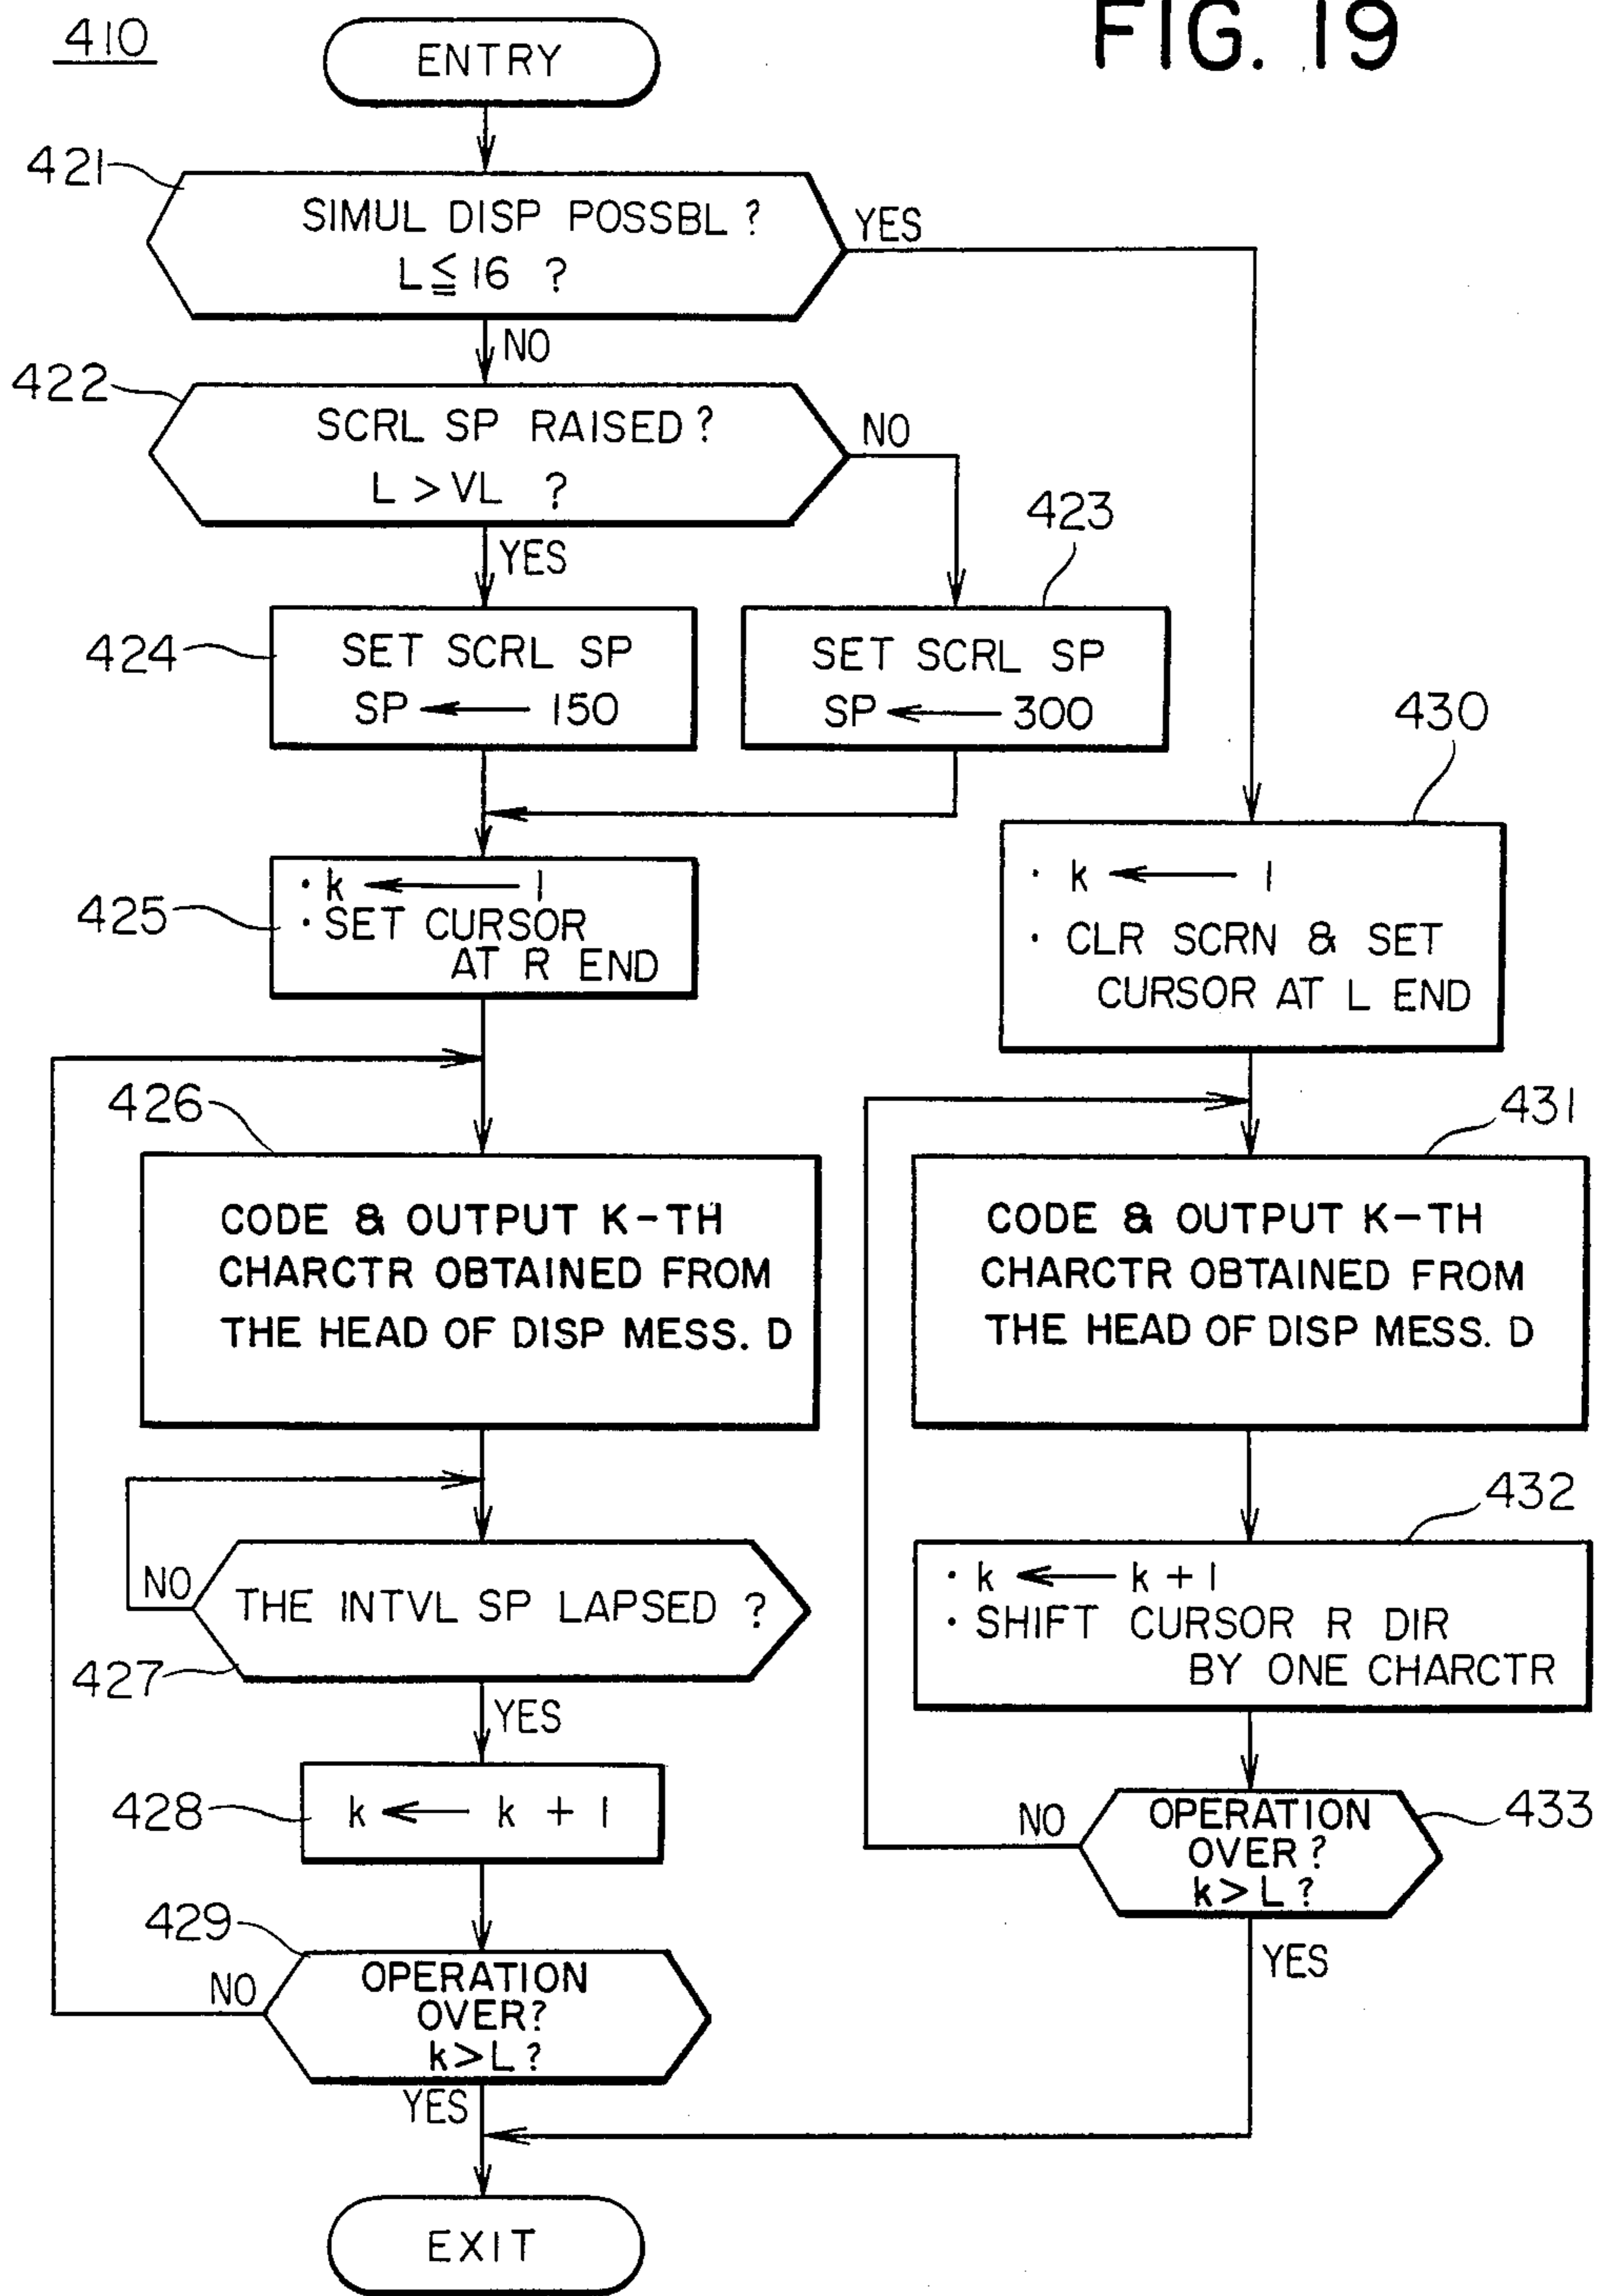 410
FIG. 19
ENTRY
421
SIMUL DISP POSSBL ?
L ≦ 16 ?
YES
NO
422
SCRL SP RAISED ?
L > VL ?
NO
YES
423
424
SET SCRL SP
SP ← 150
SET SCRL SP
SP ← 300
430
425
· k ← 1
· SET CURSOR
AT R END
· k ← 1
· CLR SCRN & SET
CURSOR AT L END
426
431
CODE & OUTPUT K-TH
CHARCTR OBTAINED FROM
THE HEAD OF DISP MESS. D
CODE & OUTPUT K-TH
CHARCTR OBTAINED FROM
THE HEAD OF DISP MESS. D
432
NO
THE INTVL SP LAPSED ?
427
YES
· k ← k + 1
· SHIFT CURSOR R DIR
BY ONE CHARCTR
428
k ← k + 1
NO
OPERATION
OVER?
k > L ?
433
YES
429
NO
OPERATION
OVER?
k > L ?
YES
EXIT